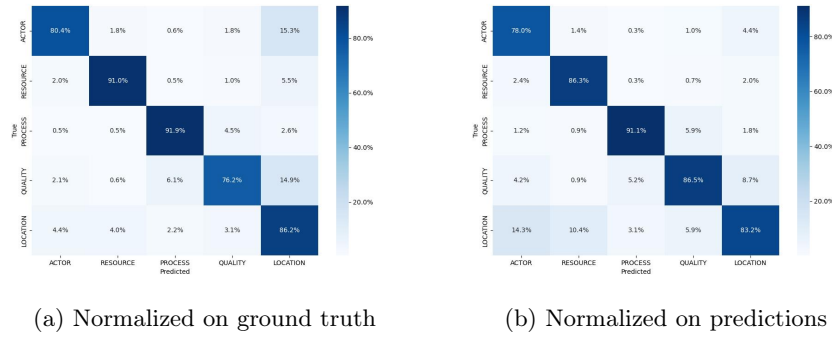 ACTOR 80.4% 1.8% 0.6% 1.8% 15.3%
RESOURCE 2.0% 91.0% 0.5% 1.0% 5.5%
PROCESS 0.5% 0.5% 91.9% 4.5% 2.6%
QUALITY 2.1% 0.6% 6.1% 76.2% 14.9%
LOCATION 4.4% 4.0% 2.2% 3.1% 86.2%
True
ACTOR RESOURCE PROCESS QUALITY LOCATION
Predicted
80.0%
60.0%
40.0%
20.0%
(a) Normalized on ground truth
ACTOR 78.0% 1.4% 0.3% 1.0% 4.4%
RESOURCE 2.4% 86.3% 0.3% 0.7% 2.0%
PROCESS 1.2% 0.9% 91.1% 5.9% 1.8%
QUALITY 4.2% 0.9% 5.2% 86.5% 8.7%
LOCATION 14.3% 10.4% 3.1% 5.9% 83.2%
True
ACTOR RESOURCE PROCESS QUALITY LOCATION
Predicted
80.0%
60.0%
40.0%
20.0%
(b) Normalized on predictions